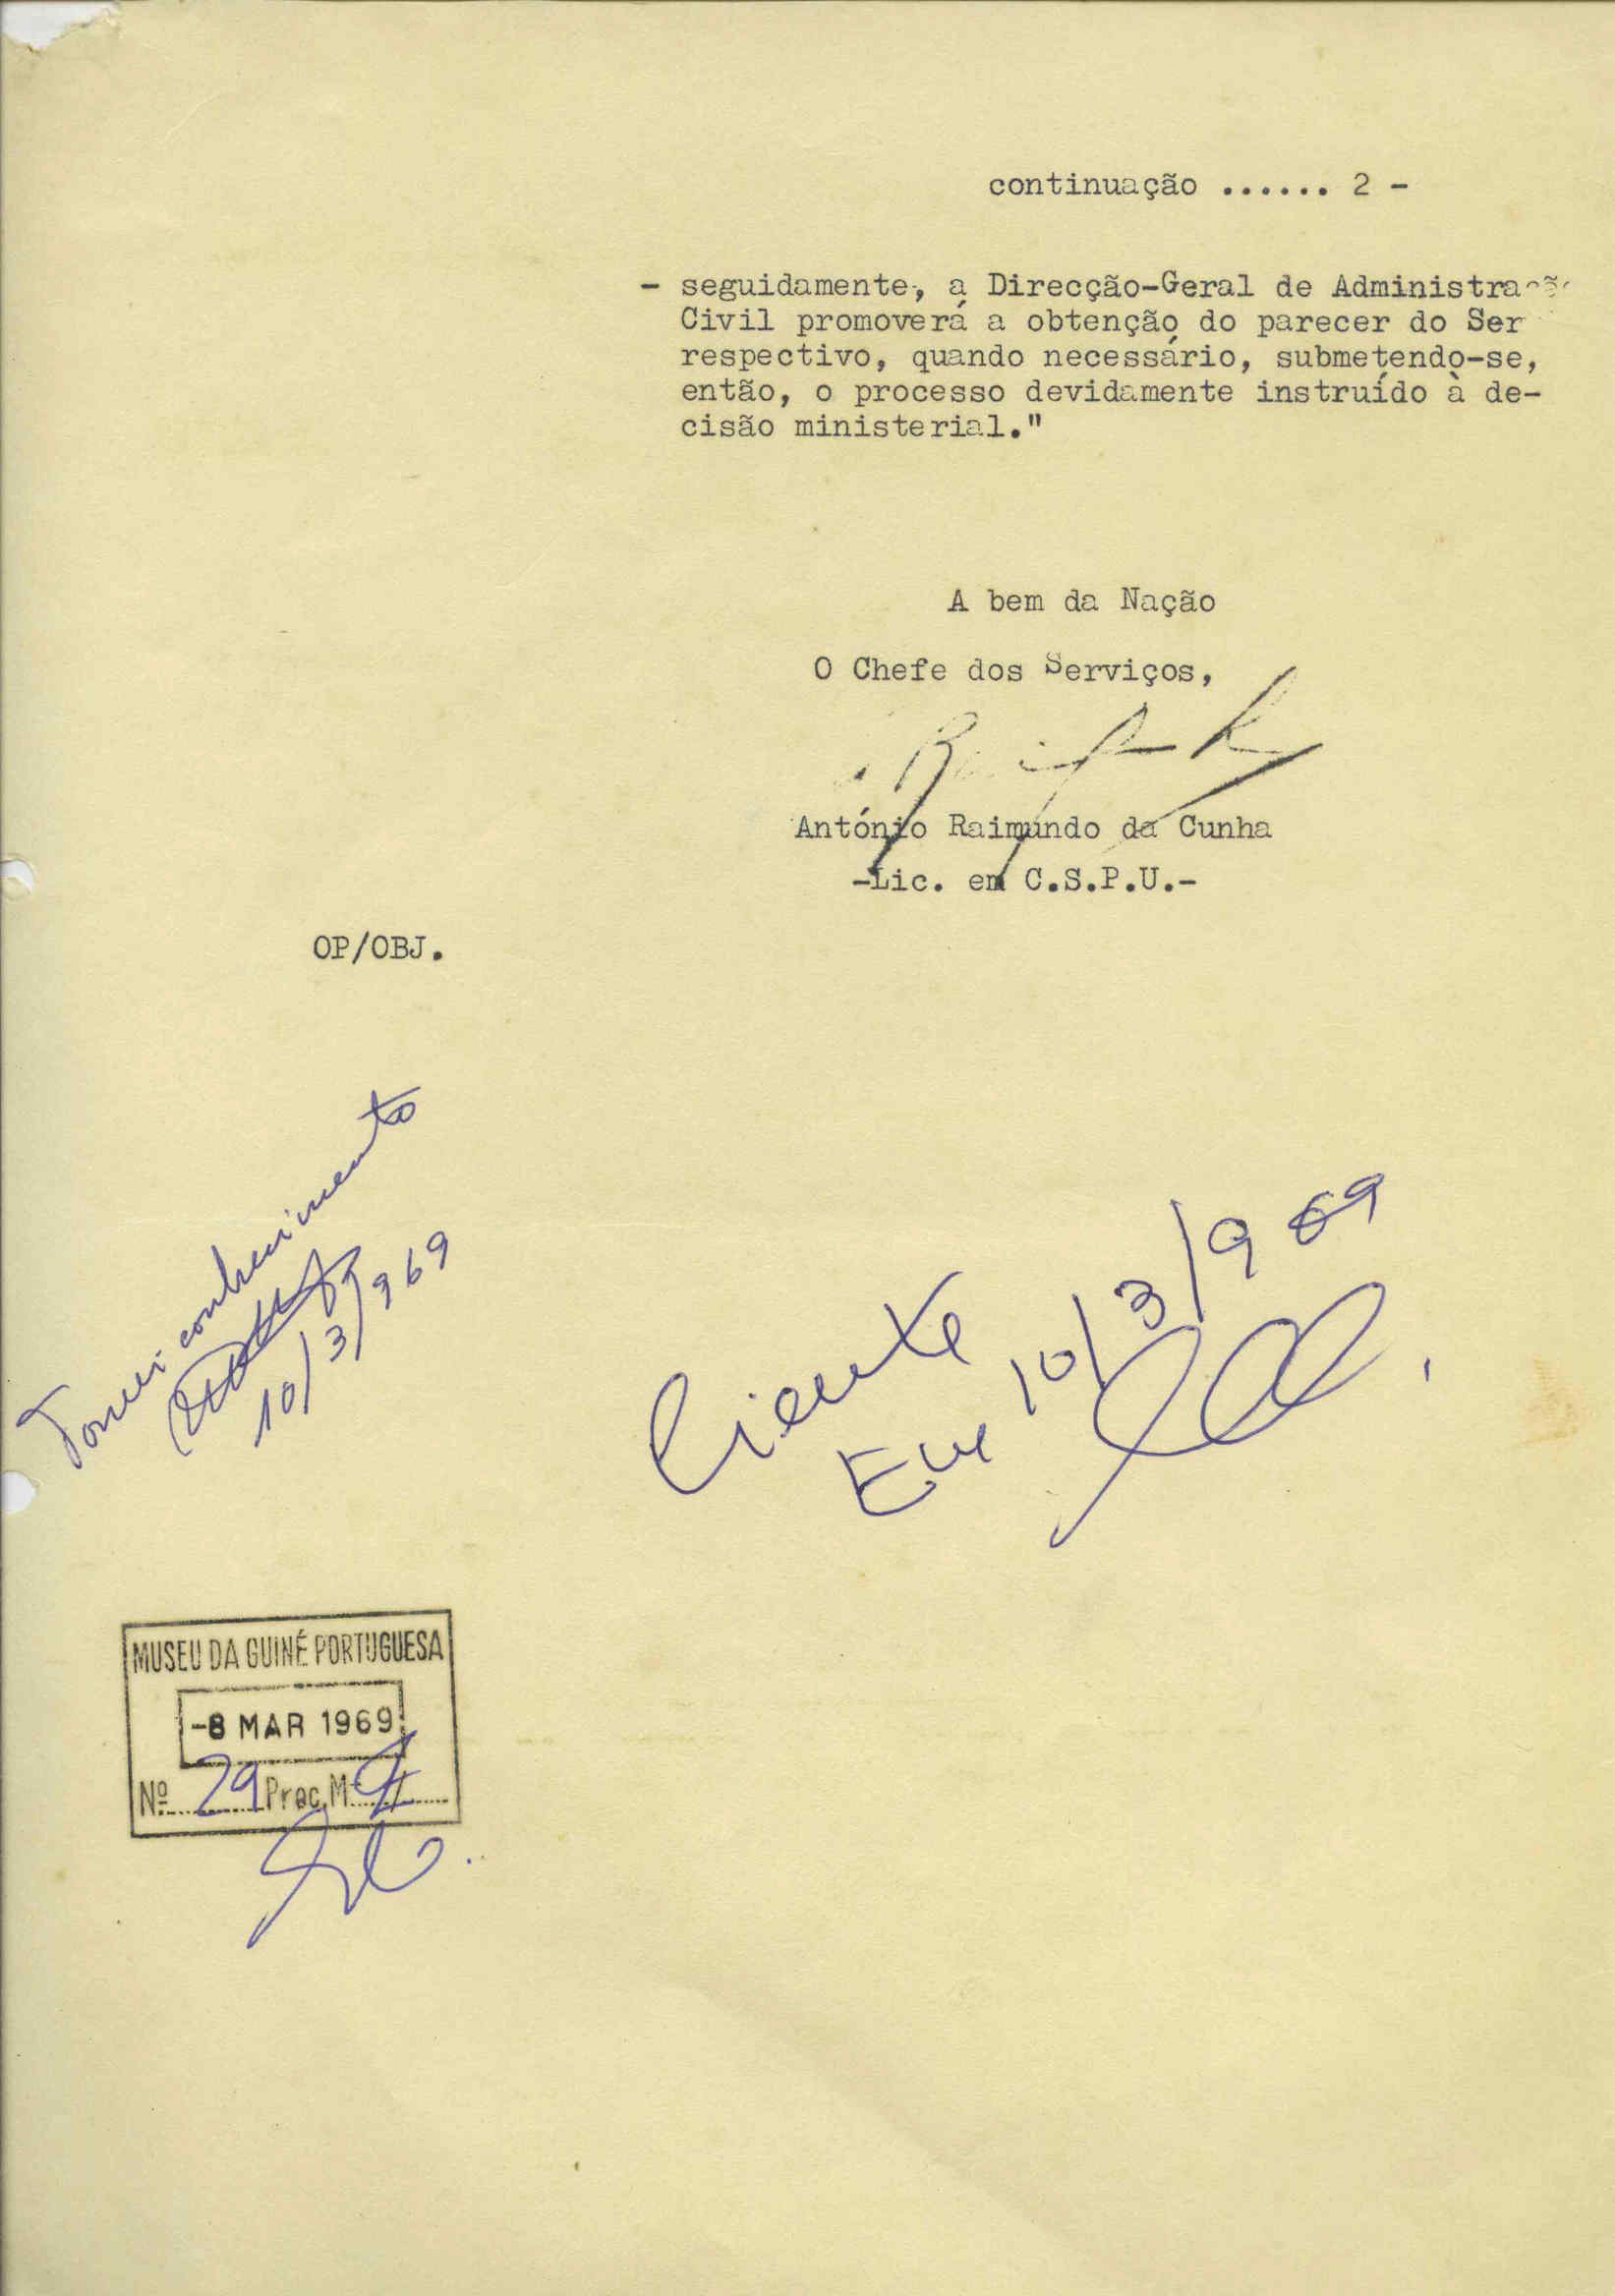 continuação ...... 2 -
- seguidamente, a Direcção-Geral de Administraçã
Civil promoverá a obtenção do parecer do Ser
respectivo, quando necessário, submetendo-se,
então, o processo devidamente instruído à de-
cisão ministerial."
A bem da Nação
O Chefe dos Serviços,
António Raimundo da Cunha
-Lic. em C.S.P.U.-
OP/OBJ.
Tomei conhecimento
10/3/969
Ciente
Em 10/3/969
MUSEU DA GUINÉ PORTUGUESA
-8 MAR 1969
Nº 29 Proc. M